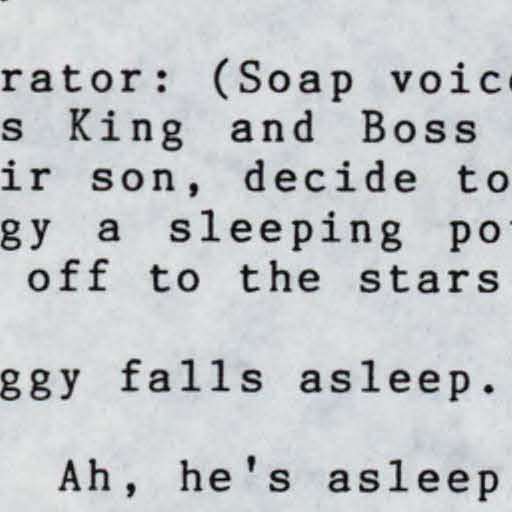 rator: (Soap voic
s King and Boss
ir son, decide to
gy a sleeping po
off to the stars
ggy falls asleep.
Ah, he's asleep